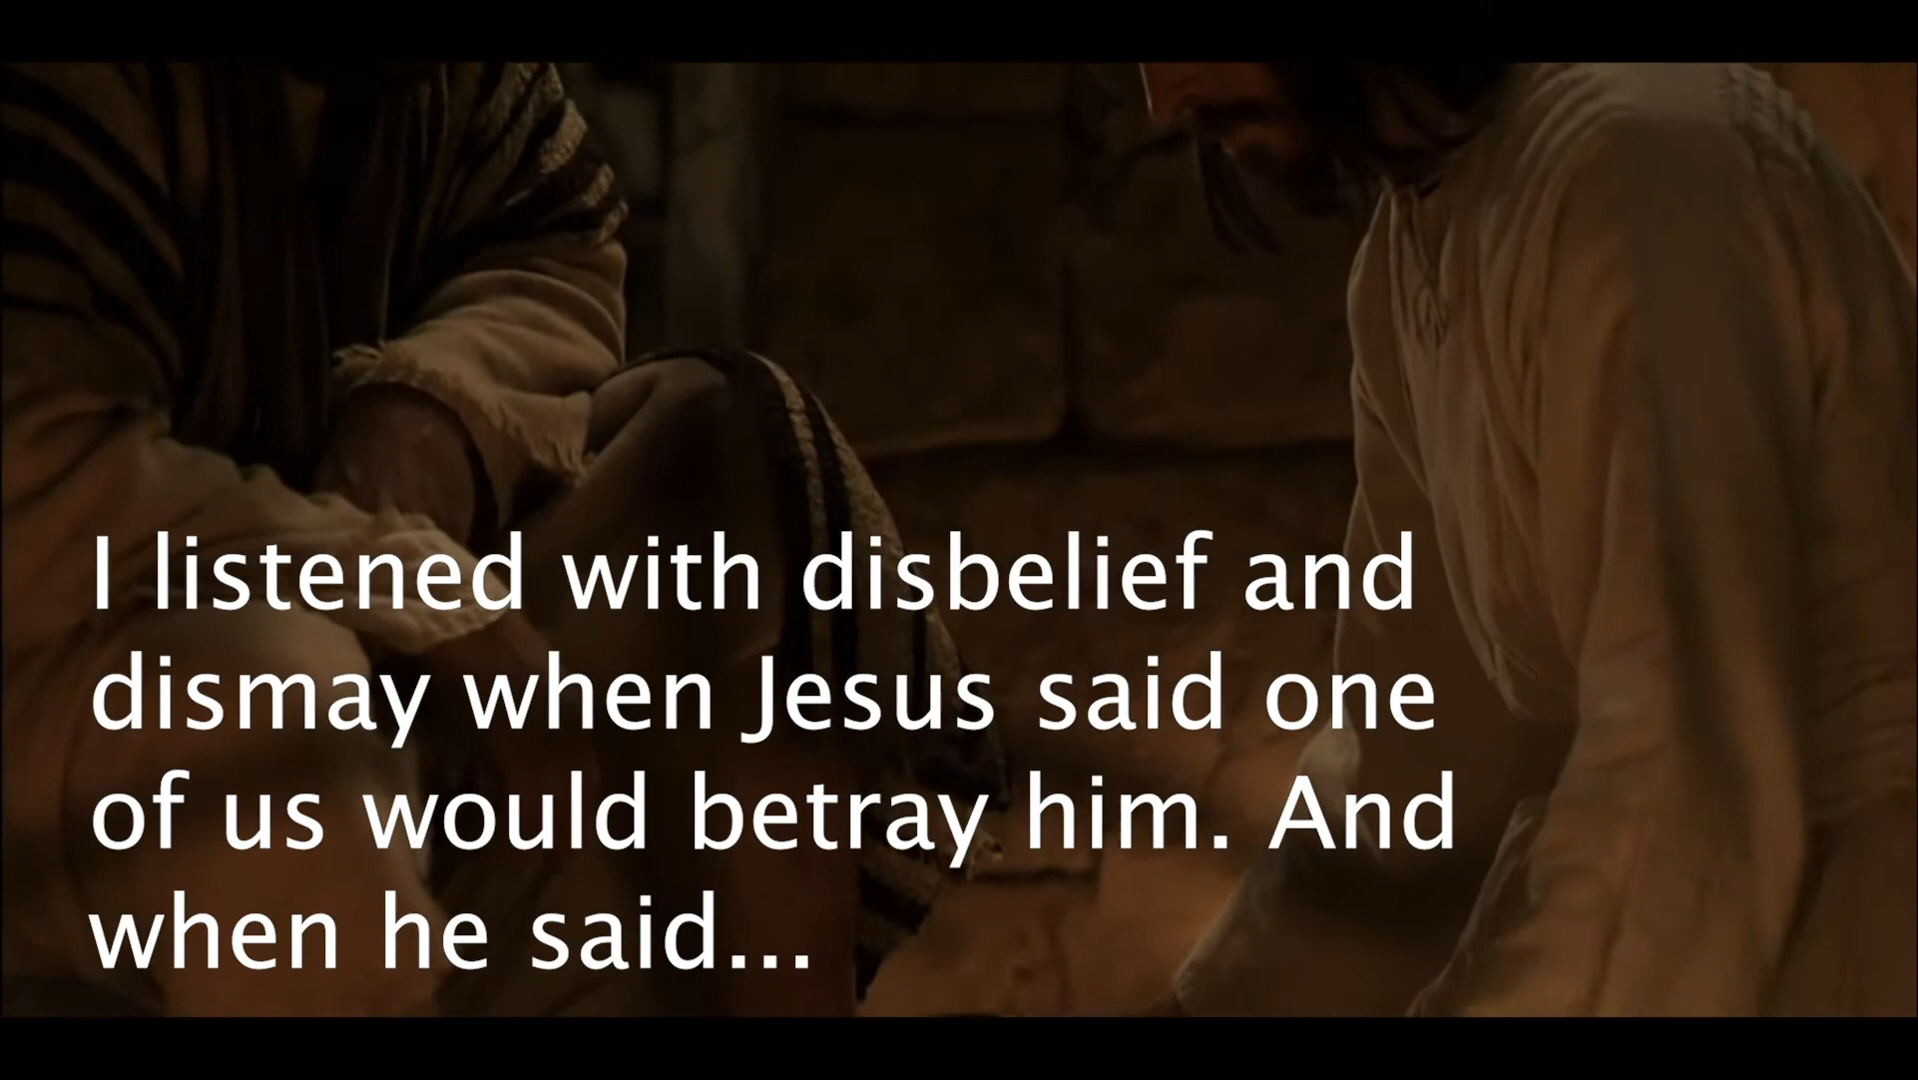 I listened with disbelief and
dismay when Jesus said one
of us would betray him. And
when he said...